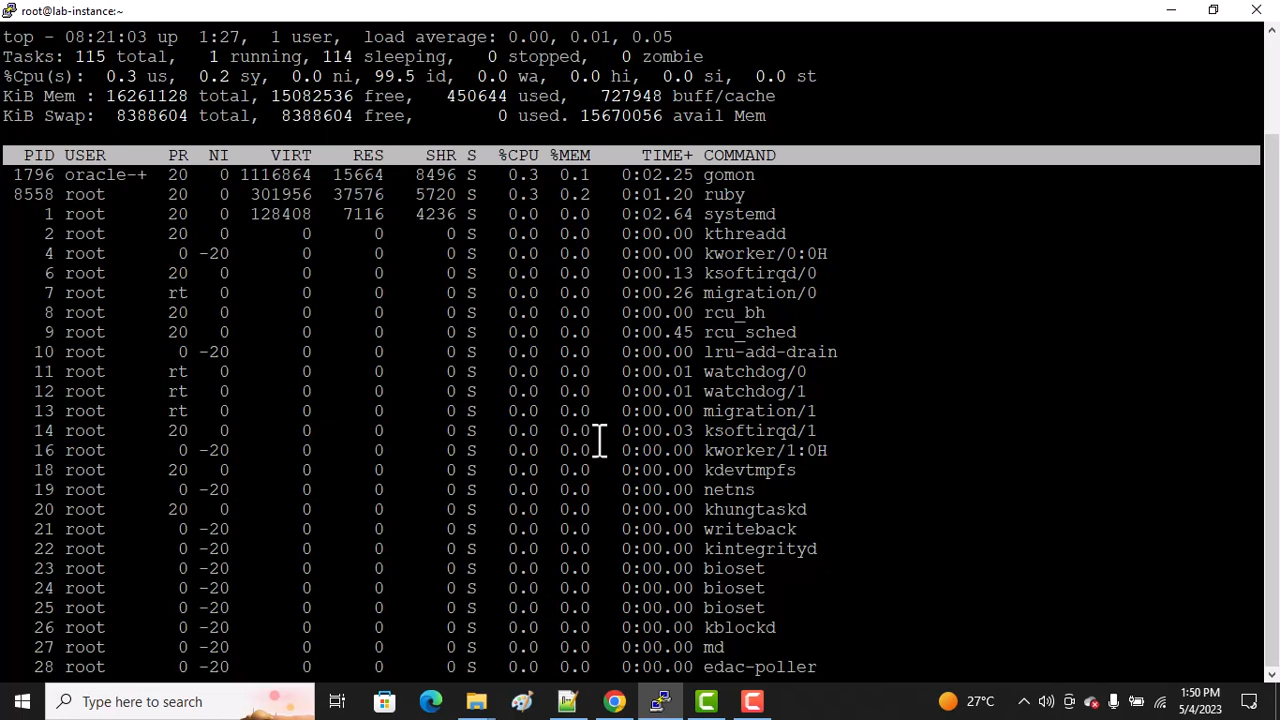 root@lab-instance:~
top - 08:21:03 up  1:27,  1 user,  load average: 0.00, 0.01, 0.05
Tasks: 115 total,   1 running, 114 sleeping,   0 stopped,   0 zombie
%Cpu(s):  0.3 us,  0.2 sy,  0.0 ni, 99.5 id,  0.0 wa,  0.0 hi,  0.0 si,  0.0 st
KiB Mem : 16261128 total, 15082536 free,   450644 used,   727948 buff/cache
KiB Swap:  8388604 total,  8388604 free,        0 used. 15670056 avail Mem
PID USER      PR  NI    VIRT    RES    SHR S  %CPU %MEM     TIME+ COMMAND
1796 oracle-+  20   0 1116864  15664   8496 S   0.3  0.1   0:02.25 gomon
8558 root      20   0  301956  37576   5720 S   0.3  0.2   0:01.20 ruby
1 root      20   0  128408   7116   4236 S   0.0  0.0   0:02.64 systemd
2 root      20   0       0      0      0 S   0.0  0.0   0:00.00 kthreadd
4 root       0 -20       0      0      0 S   0.0  0.0   0:00.00 kworker/0:0H
6 root      20   0       0      0      0 S   0.0  0.0   0:00.13 ksoftirqd/0
7 root      rt   0       0      0      0 S   0.0  0.0   0:00.26 migration/0
8 root      20   0       0      0      0 S   0.0  0.0   0:00.00 rcu_bh
9 root      20   0       0      0      0 S   0.0  0.0   0:00.45 rcu_sched
10 root       0 -20       0      0      0 S   0.0  0.0   0:00.00 lru-add-drain
11 root      rt   0       0      0      0 S   0.0  0.0   0:00.01 watchdog/0
12 root      rt   0       0      0      0 S   0.0  0.0   0:00.01 watchdog/1
13 root      rt   0       0      0      0 S   0.0  0.0   0:00.00 migration/1
14 root      20   0       0      0      0 S   0.0  0.0   0:00.03 ksoftirqd/1
16 root       0 -20       0      0      0 S   0.0  0.0   0:00.00 kworker/1:0H
18 root      20   0       0      0      0 S   0.0  0.0   0:00.00 kdevtmpfs
19 root       0 -20       0      0      0 S   0.0  0.0   0:00.00 netns
20 root      20   0       0      0      0 S   0.0  0.0   0:00.00 khungtaskd
21 root       0 -20       0      0      0 S   0.0  0.0   0:00.00 writeback
22 root       0 -20       0      0      0 S   0.0  0.0   0:00.00 kintegrityd
23 root       0 -20       0      0      0 S   0.0  0.0   0:00.00 bioset
24 root       0 -20       0      0      0 S   0.0  0.0   0:00.00 bioset
25 root       0 -20       0      0      0 S   0.0  0.0   0:00.00 bioset
26 root       0 -20       0      0      0 S   0.0  0.0   0:00.00 kblockd
27 root       0 -20       0      0      0 S   0.0  0.0   0:00.00 md
28 root       0 -20       0      0      0 S   0.0  0.0   0:00.00 edac-poller
Type here to search
27°C
1:50 PM
5/4/2023